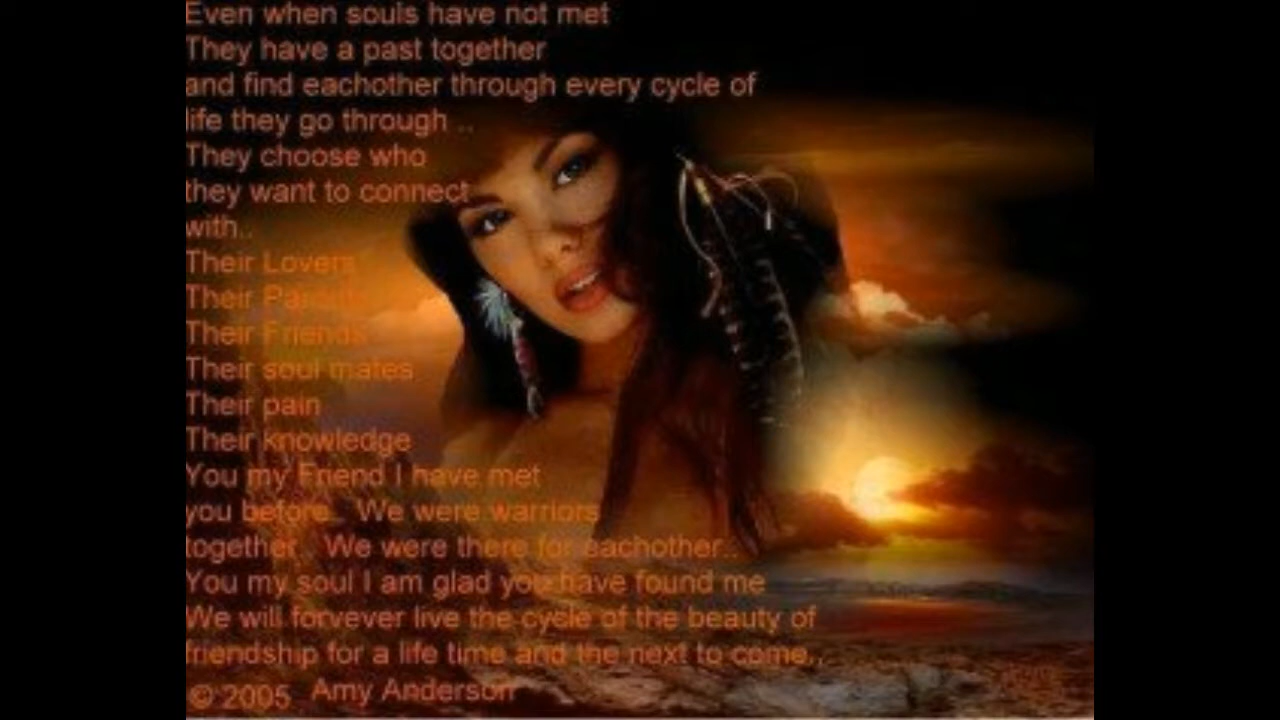 Even when souls have not met
They have a past together
and find eachother through every cycle of
life they go through ..
They choose who
they want to connect
with..
Their Lovers
Their Parents
Their Friends
Their soul mates
Their pain
Their knowledge
You my Friend I have met
you before.. We were warriors
together.. We were there for eachother..
You my soul I am glad you have found me
We will forvever live the cycle of the beauty of
friendship for a life time and the next to come..
© 2005 Amy Anderson